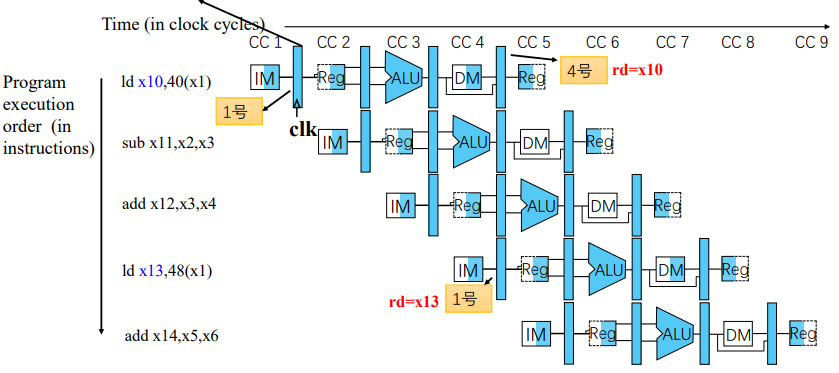 Time (in clock cycles)
CC 1 CC 2 CC 3 CC 4 CC 5 CC 6 CC 7 CC 8 CC 9
Program
execution
order (in
instructions)
ld x10,40(x1)
IM Reg ALU DM Reg
1号
clk
4号 rd=x10
sub x11,x2,x3
IM Reg ALU DM Reg
add x12,x3,x4
IM Reg ALU DM Reg
ld x13,48(x1)
IM Reg ALU DM Reg
rd=x13 1号
add x14,x5,x6
IM Reg ALU DM Reg